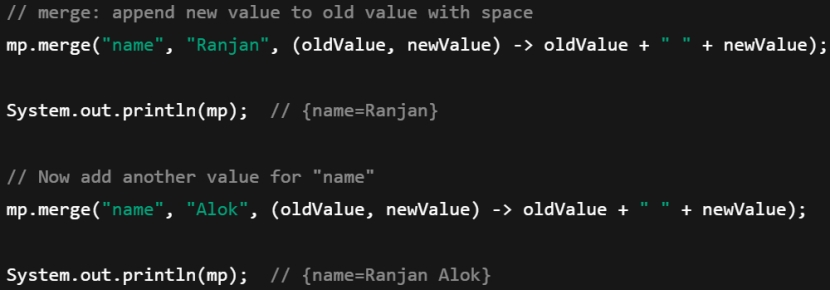 // merge: append new value to old value with space
mp.merge("name", "Ranjan", (oldValue, newValue) -> oldValue + " " + newValue);
System.out.println(mp);  // {name=Ranjan}
// Now add another value for "name"
mp.merge("name", "Alok", (oldValue, newValue) -> oldValue + " " + newValue);
System.out.println(mp);  // {name=Ranjan Alok}